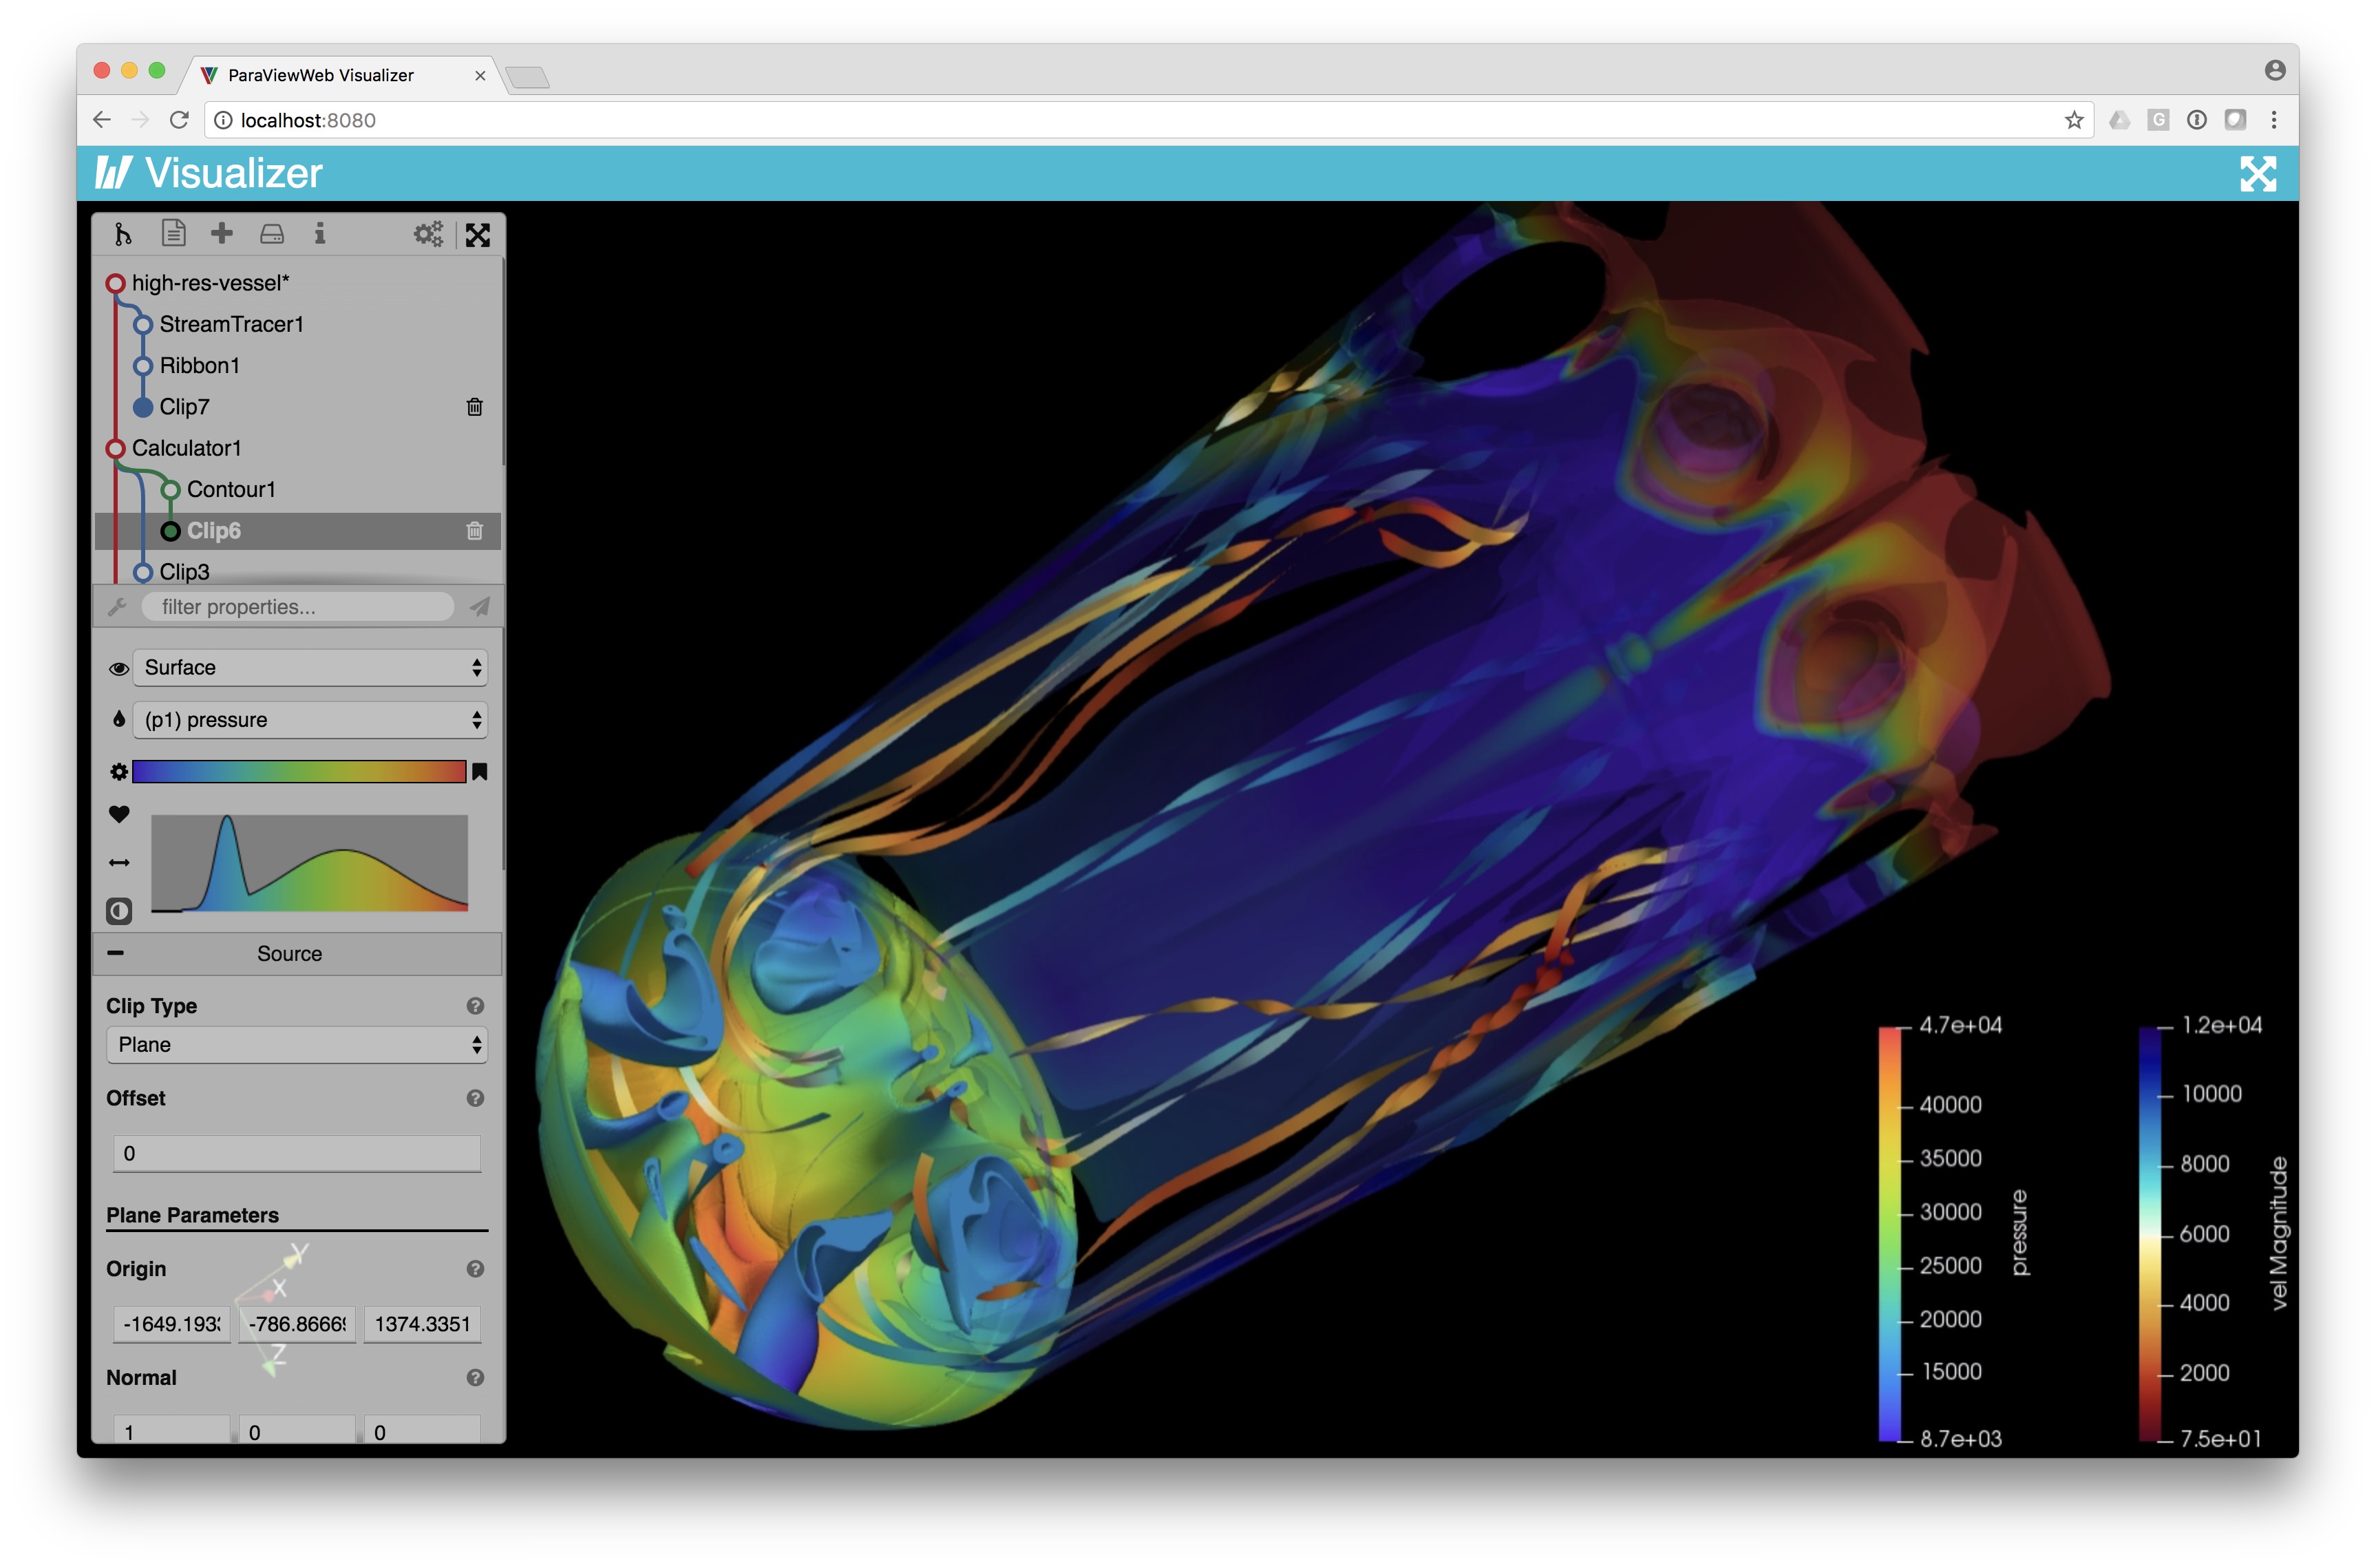 ParaViewWeb Visualizer
localhost:8080
G
Visualizer
high-res-vessel*
StreamTracer1
Ribbon1
Clip7
Calculator1
Contour1
Clip6
Clip3
filter properties...
Surface
(p1) pressure
Source
Clip Type
Plane
Offset
0
Plane Parameters
Origin
Y
X
-1649.193
-786.8666
1374.3351
Z
Normal
1
0
0
4.7e+04
40000
35000
30000
25000
20000
15000
8.7e+03
pressure
1.2e+04
10000
8000
6000
4000
2000
7.5e+01
vel Magnitude